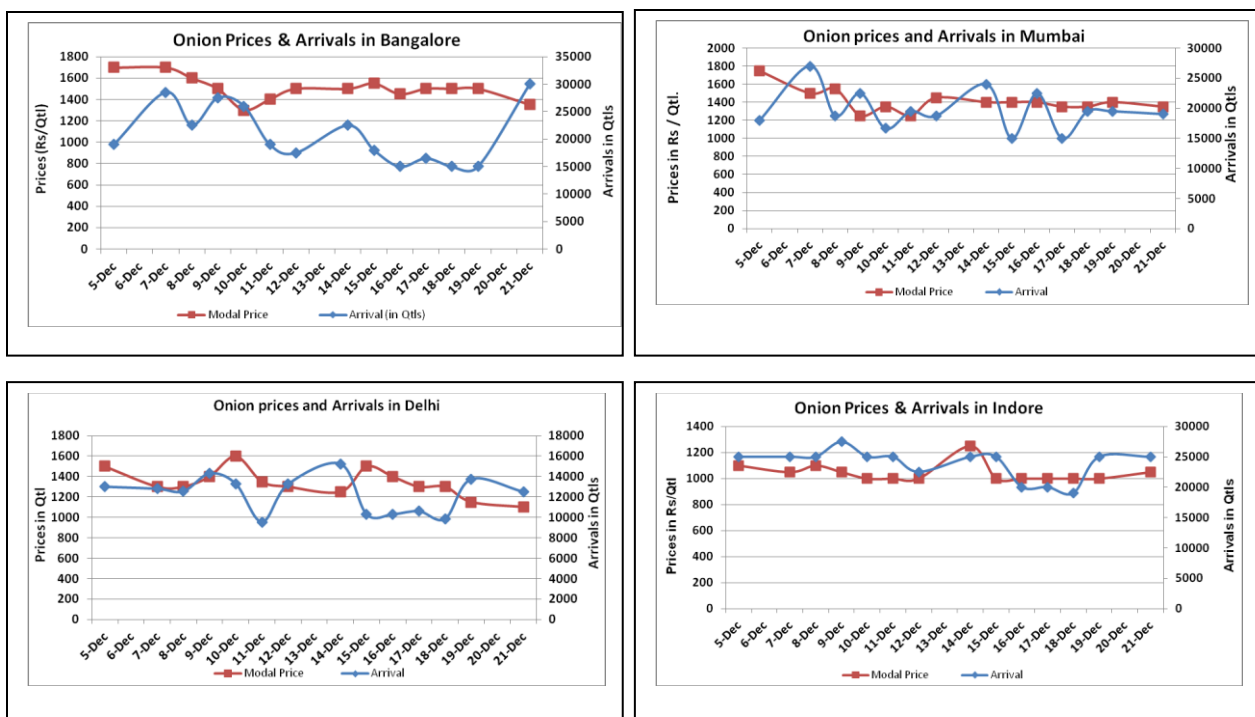 Onion Prices & Arrivals in Bangalore
Prices (Rs/Qtl)
1800
1600
1400
1200
1000
800
600
400
200
0
35000
30000
25000
20000
15000
10000
5000
0
Arrivals in Qtls
5-Dec
6-Dec
7-Dec
8-Dec
9-Dec
10-Dec
11-Dec
12-Dec
13-Dec
14-Dec
15-Dec
16-Dec
17-Dec
18-Dec
19-Dec
20-Dec
21-Dec
Modal Price
Arrival (in Qtls)
Onion prices and Arrivals in Mumbai
Prices in Rs / Qtl.
2000
1800
1600
1400
1200
1000
800
600
400
200
0
30000
25000
20000
15000
10000
5000
0
Arrivals in Qtls
5-Dec
6-Dec
7-Dec
8-Dec
9-Dec
10-Dec
11-Dec
12-Dec
13-Dec
14-Dec
15-Dec
16-Dec
17-Dec
18-Dec
19-Dec
20-Dec
21-Dec
Modal Price
Arrival
Onion prices and Arrivals in Delhi
Prices in Qtl
1800
1600
1400
1200
1000
800
600
400
200
0
18000
16000
14000
12000
10000
8000
6000
4000
2000
0
Arrivals in Qtls
5-Dec
6-Dec
7-Dec
8-Dec
9-Dec
10-Dec
11-Dec
12-Dec
13-Dec
14-Dec
15-Dec
16-Dec
17-Dec
18-Dec
19-Dec
20-Dec
21-Dec
Modal Price
Arrival
Onion Prices & Arrivals in Indore
Prices in Rs/Qtl
1400
1200
1000
800
600
400
200
0
30000
25000
20000
15000
10000
5000
0
Arrivals in Qtls
5-Dec
6-Dec
7-Dec
8-Dec
9-Dec
10-Dec
11-Dec
12-Dec
13-Dec
14-Dec
15-Dec
16-Dec
17-Dec
18-Dec
19-Dec
20-Dec
21-Dec
Modal Price
Arrival